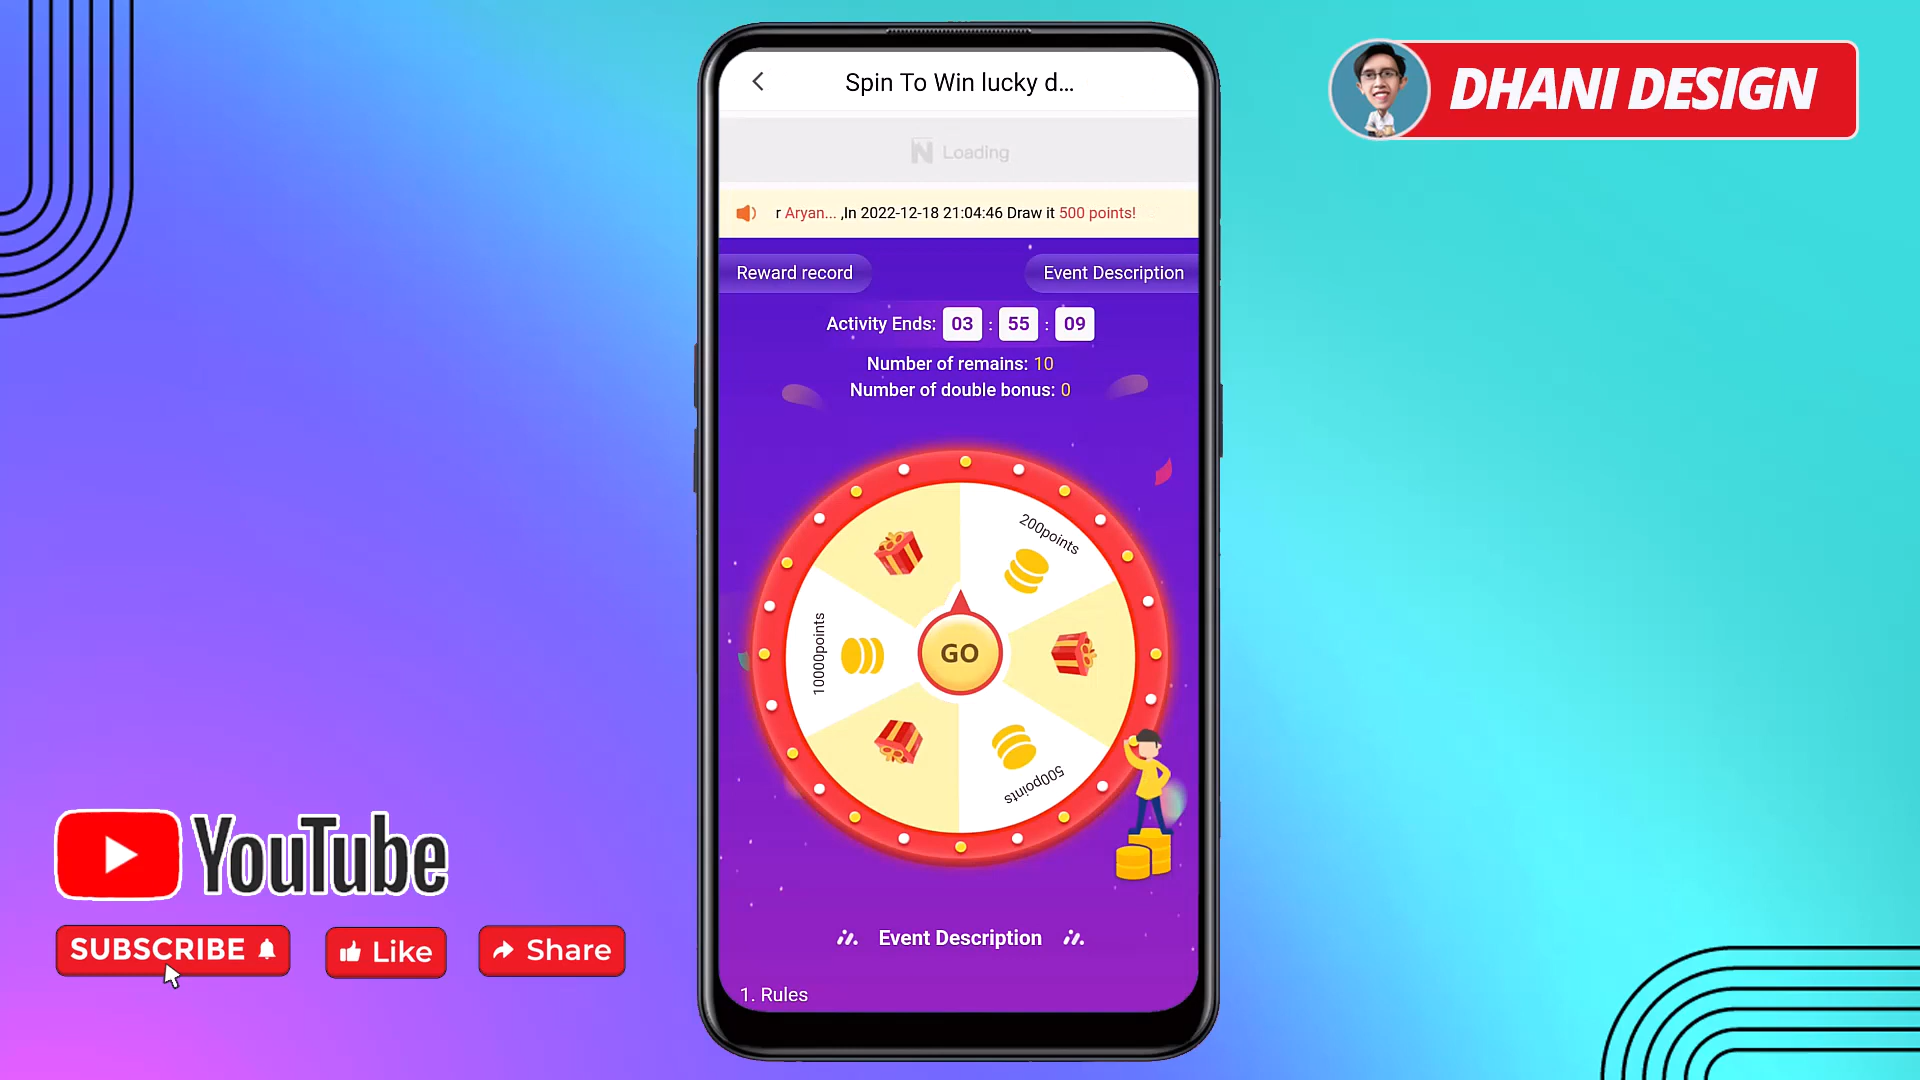 Spin To Win lucky d...
DHANI DESIGN
N Loading
r Aryan... ,In 2022-12-18 21:04:46 Draw it 500 points!
Reward record
Event Description
Activity Ends: 03 : 55 : 09
Number of remains: 10
Number of double bonus: 0
200points
10000points
GO
500points
YouTube
SUBSCRIBE
Like
Share
Event Description
1. Rules